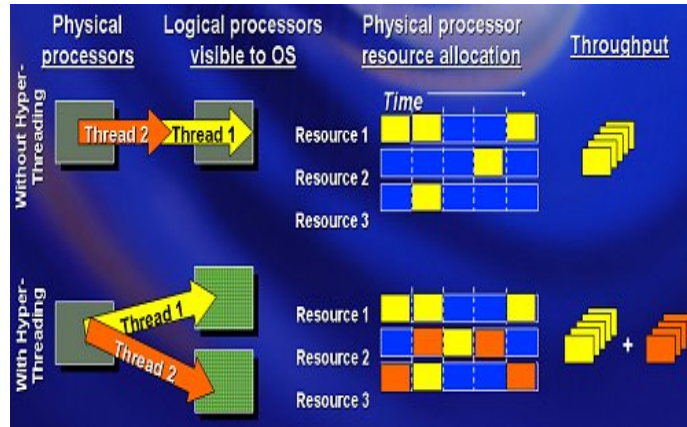 Physical
processors
Logical processors
visible to OS
Physical processor
resource allocation
Throughput
Without Hyper-
Threading
Thread 2
Thread 1
Time
Resource 1
Resource 2
Resource 3
With Hyper-
Threading
Thread 1
Thread 2
Resource 1
Resource 2
Resource 3
+